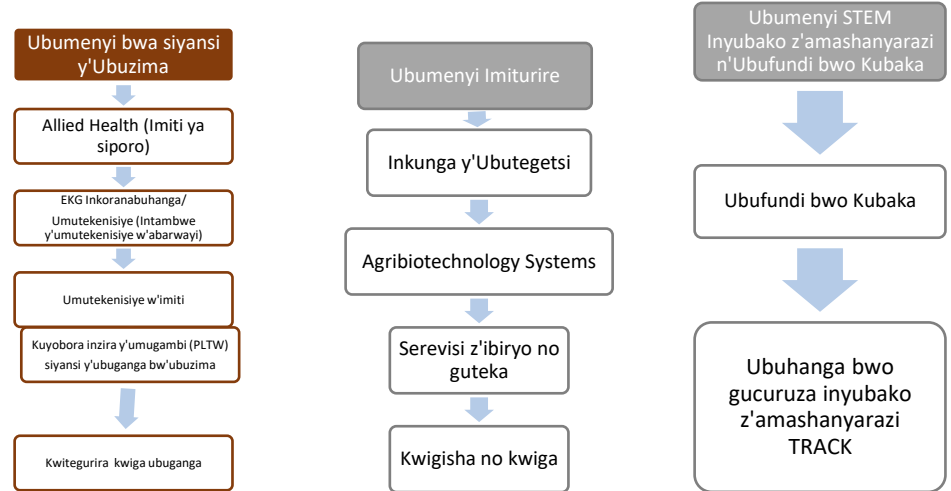 Ubumenyi bwa siyansi
y'Ubuzima
Allied Health (Imiti ya
siporo)
EKG Inkoranabuhanga/
Umutekenisiye (Intambwe
y'umutekenisiye w'abarwayi)
Umutekenisiye w'imiti
Kuyobora inzira y'umugambi (PLTW)
siyansi y'ubuganga bw'ubuzima
Kwitegurira kwiga ubuganga
Ubumenyi Imiturire
Inkunga y'Ubutegetsi
Agribiotechnology Systems
Serevisi z'ibiryo no
guteka
Kwigisha no kwiga
Ubumenyi STEM
Inyubako z'amashanyarazi
n'Ubufundi bwo Kubaka
Ubufundi bwo Kubaka
Ubuhanga bwo
gucuruza inyubako
z'amashanyarazi
TRACK